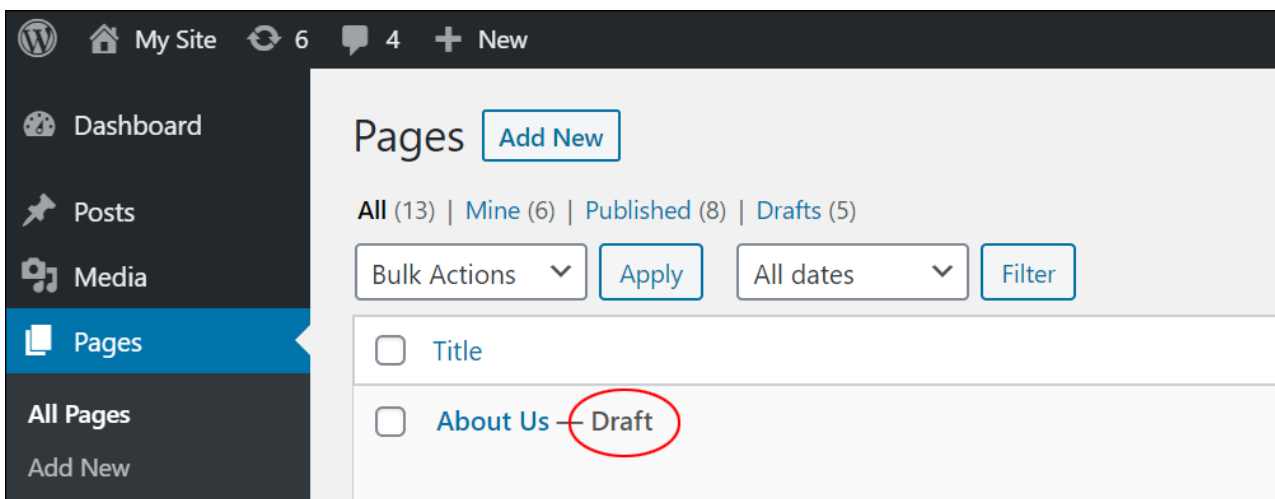 My Site 6 4 New
Dashboard
Posts
Media
Pages
All Pages
Add New
Pages Add New
All (13) | Mine (6) | Published (8) | Drafts (5)
Bulk Actions Apply All dates Filter
Title
About Us — Draft